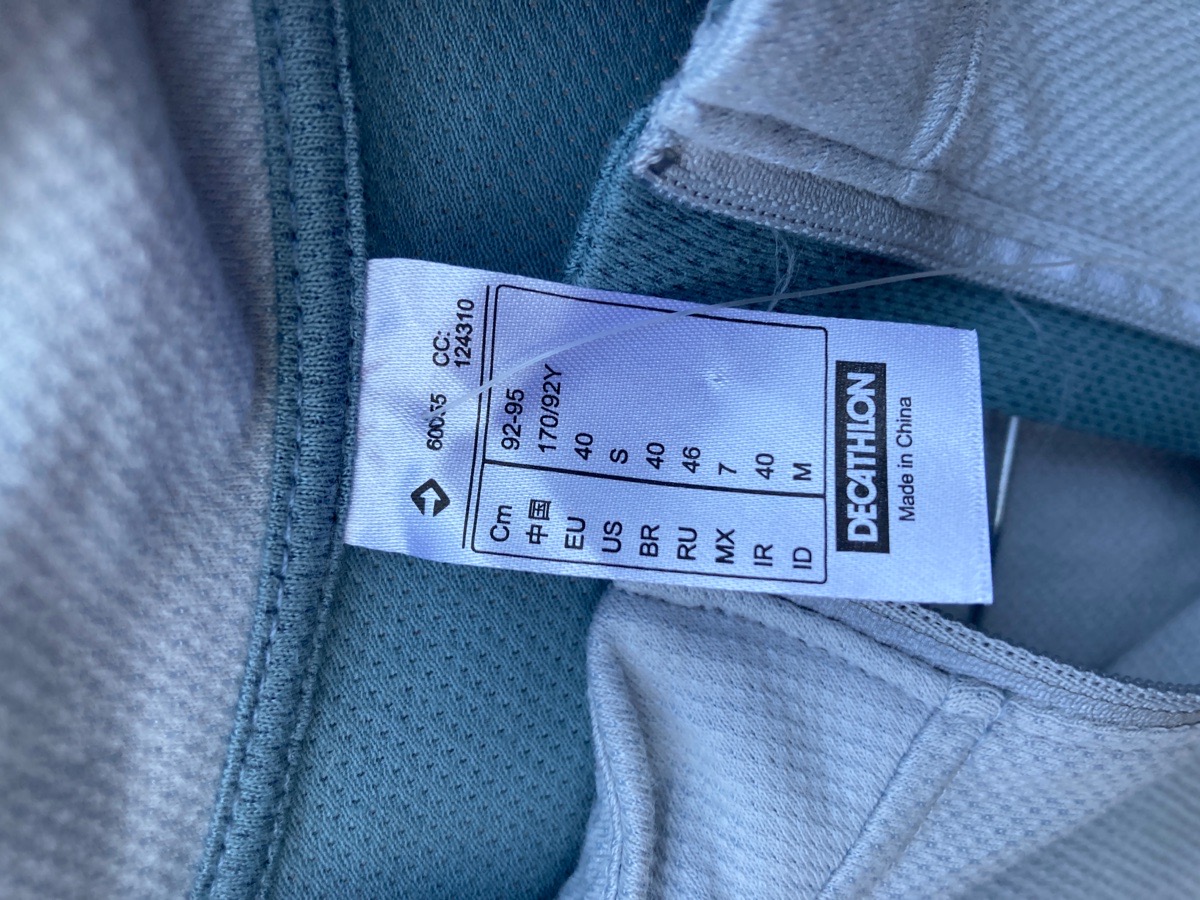 CC:
124310
Cm 92-95
中国 170/92Y
EU 40
US S
BR 40
RU 46
MX 7
IR 40
ID M
DECATHLON
Made in China